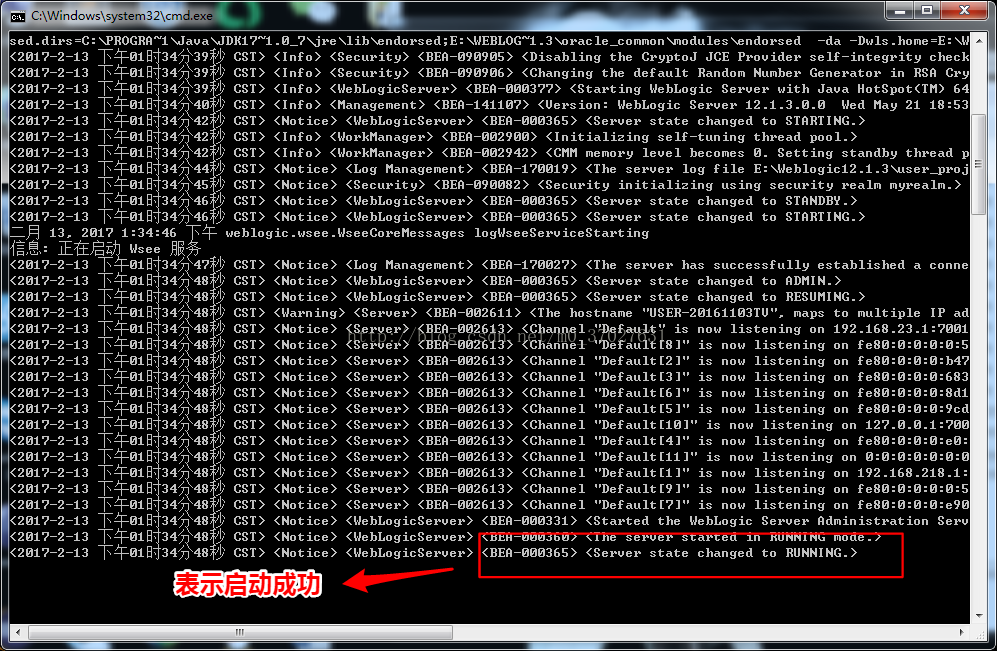 C:\Windows\system32\cmd.exe
sed.dirs=C:\PROGRA~1\Java\JDK17~1.0_7\jre\lib\endorsed;E:\WEBLOG~1.3\oracle_common\modules\endorsed -da -Dwls.home=E:\W
<2017-2-13 下午01时34分39秒 CST> <Info> <Security> <BEA-090905> <Disabling the CryptoJ JCE Provider self-integrity check
<2017-2-13 下午01时34分39秒 CST> <Info> <Security> <BEA-090906> <Changing the default Random Number Generator in RSA Cry
<2017-2-13 下午01时34分39秒 CST> <Info> <WebLogicServer> <BEA-000377> <Starting WebLogic Server with Java HotSpot(TM) 64
<2017-2-13 下午01时34分40秒 CST> <Info> <Management> <BEA-141107> <Version: WebLogic Server 12.1.3.0.0 Wed May 21 18:53
<2017-2-13 下午01时34分42秒 CST> <Notice> <WebLogicServer> <BEA-000365> <Server state changed to STARTING.>
<2017-2-13 下午01时34分42秒 CST> <Info> <WorkManager> <BEA-002900> <Initializing self-tuning thread pool.>
<2017-2-13 下午01时34分42秒 CST> <Info> <WorkManager> <BEA-002942> <CMM memory level becomes 0. Setting standby thread p
<2017-2-13 下午01时34分44秒 CST> <Notice> <Log Management> <BEA-170019> <The server log file E:\Weblogic12.1.3\user_proj
<2017-2-13 下午01时34分45秒 CST> <Notice> <Security> <BEA-090082> <Security initializing using security realm myrealm.>
<2017-2-13 下午01时34分46秒 CST> <Notice> <WebLogicServer> <BEA-000365> <Server state changed to STANDBY.>
<2017-2-13 下午01时34分46秒 CST> <Notice> <WebLogicServer> <BEA-000365> <Server state changed to STARTING.>
二月 13, 2017 1:34:46 下午 weblogic.wsee.WseeCoreMessages logWseeServiceStarting
信息: 正在启动 Wsee 服务
<2017-2-13 下午01时34分47秒 CST> <Notice> <Log Management> <BEA-170027> <The server has successfully established a conne
<2017-2-13 下午01时34分48秒 CST> <Notice> <WebLogicServer> <BEA-000365> <Server state changed to ADMIN.>
<2017-2-13 下午01时34分48秒 CST> <Notice> <WebLogicServer> <BEA-000365> <Server state changed to RESUMING.>
<2017-2-13 下午01时34分48秒 CST> <Warning> <Server> <BEA-002611> <The hostname "USER-20161103TU", maps to multiple IP ad
<2017-2-13 下午01时34分48秒 CST> <Notice> <Server> <BEA-002613> <Channel "Default" is now listening on 192.168.23.1:7001
<2017-2-13 下午01时34分48秒 CST> <Notice> <Server> <BEA-002613> <Channel "Default[8]" is now listening on fe80:0:0:0:5
<2017-2-13 下午01时34分48秒 CST> <Notice> <Server> <BEA-002613> <Channel "Default[2]" is now listening on fe80:0:0:0:b47
<2017-2-13 下午01时34分48秒 CST> <Notice> <Server> <BEA-002613> <Channel "Default[3]" is now listening on fe80:0:0:0:683
<2017-2-13 下午01时34分48秒 CST> <Notice> <Server> <BEA-002613> <Channel "Default[6]" is now listening on fe80:0:0:0:8d1
<2017-2-13 下午01时34分48秒 CST> <Notice> <Server> <BEA-002613> <Channel "Default[5]" is now listening on fe80:0:0:0:9cd
<2017-2-13 下午01时34分48秒 CST> <Notice> <Server> <BEA-002613> <Channel "Default[10]" is now listening on 127.0.0.1:700
<2017-2-13 下午01时34分48秒 CST> <Notice> <Server> <BEA-002613> <Channel "Default[4]" is now listening on fe80:0:0:0:e0:
<2017-2-13 下午01时34分48秒 CST> <Notice> <Server> <BEA-002613> <Channel "Default[11]" is now listening on 0:0:0:0:0:0:0
<2017-2-13 下午01时34分48秒 CST> <Notice> <Server> <BEA-002613> <Channel "Default[1]" is now listening on 192.168.218.1:
<2017-2-13 下午01时34分48秒 CST> <Notice> <Server> <BEA-002613> <Channel "Default[9]" is now listening on fe80:0:0:0:0:5
<2017-2-13 下午01时34分48秒 CST> <Notice> <Server> <BEA-002613> <Channel "Default[7]" is now listening on fe80:0:0:0:e90
<2017-2-13 下午01时34分48秒 CST> <Notice> <WebLogicServer> <BEA-000331> <Started the WebLogic Server Administration Serv
<2017-2-13 下午01时34分48秒 CST> <Notice> <WebLogicServer> <BEA-000360> <The server started in RUNNING mode.>
<2017-2-13 下午01时34分48秒 CST> <Notice> <WebLogicServer> <BEA-000365> <Server state changed to RUNNING.>
表示启动成功